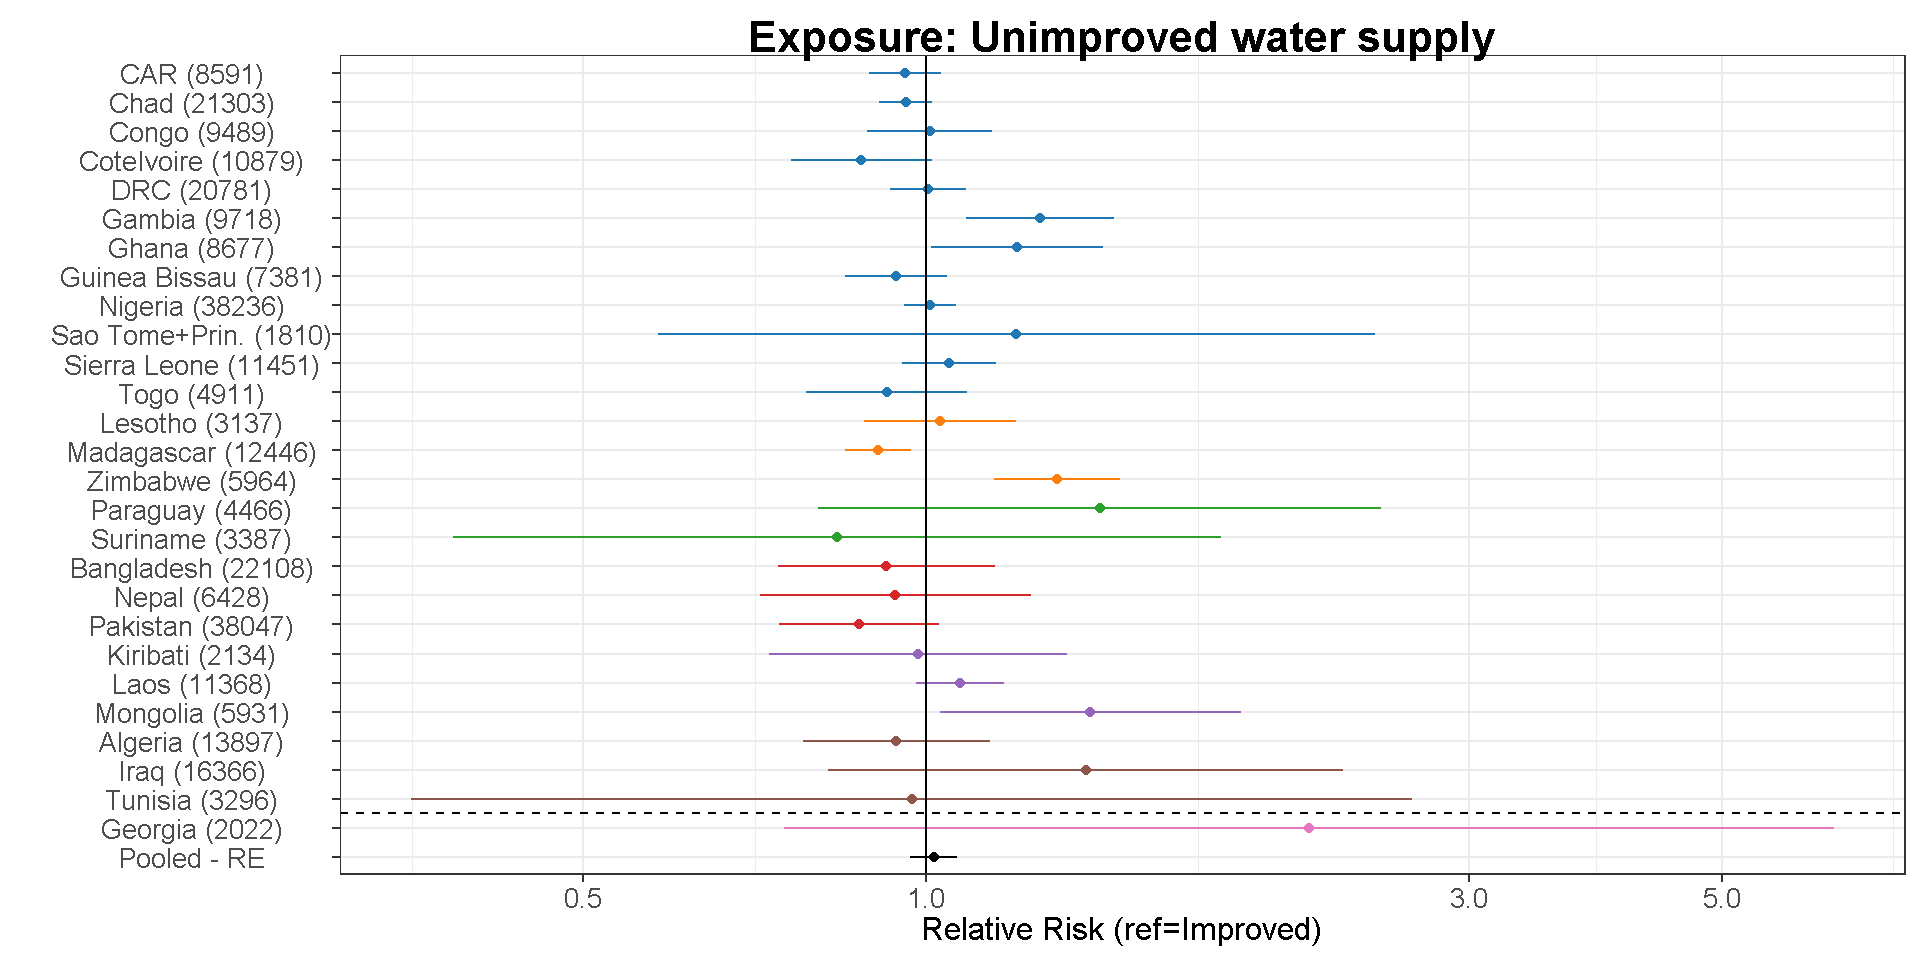 Exposure: Unimproved water supply
CAR (8591)
Chad (21303)
Congo (9489)
CoteIvoire (10879)
DRC (20781)
Gambia (9718)
Ghana (8677)
Guinea Bissau (7381)
Nigeria (38236)
Sao Tome+Prin. (1810)
Sierra Leone (11451)
Togo (4911)
Lesotho (3137)
Madagascar (12446)
Zimbabwe (5964)
Paraguay (4466)
Suriname (3387)
Bangladesh (22108)
Nepal (6428)
Pakistan (38047)
Kiribati (2134)
Laos (11368)
Mongolia (5931)
Algeria (13897)
Iraq (16366)
Tunisia (3296)
Georgia (2022)
Pooled - RE
0.5 1.0 3.0 5.0
Relative Risk (ref=Improved)